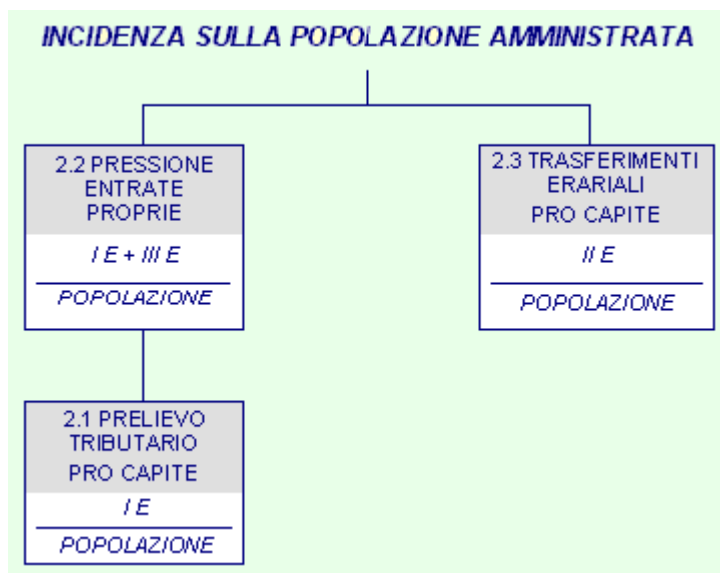 INCIDENZA SULLA POPOLAZIONE AMMINISTRATA
2.2 PRESSIONE
ENTRATE
PROPRIE
I E + III E
POPOLAZIONE
2.3 TRASFERIMENTI
ERARIALI
PRO CAPITE
II E
POPOLAZIONE
2.1 PRELIEVO
TRIBUTARIO
PRO CAPITE
I E
POPOLAZIONE